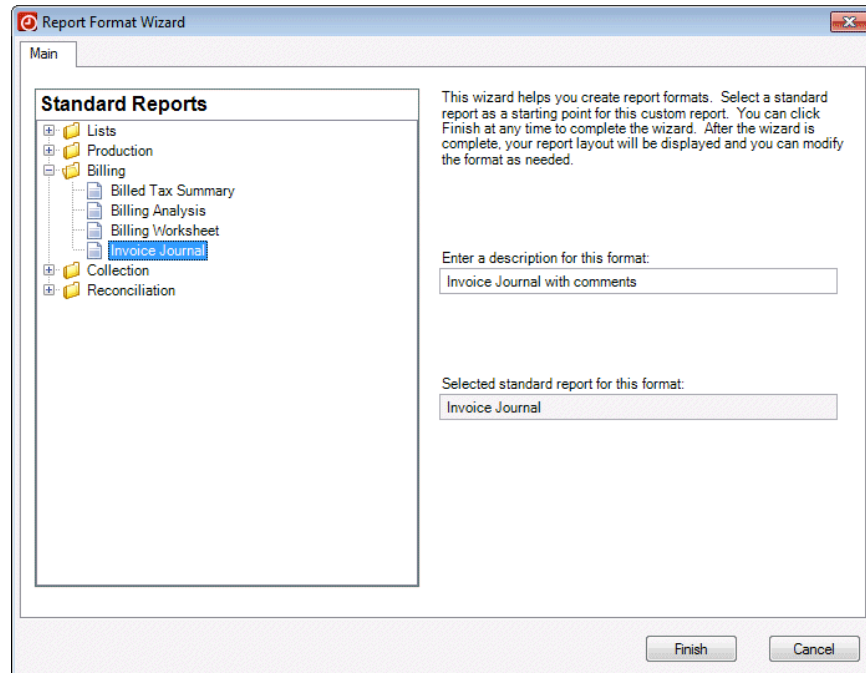 Report Format Wizard
Main
Standard Reports
Lists
Production
Billing
Billed Tax Summary
Billing Analysis
Billing Worksheet
Invoice Journal
Collection
Reconciliation
This wizard helps you create report formats. Select a standard
report as a starting point for this custom report. You can click
Finish at any time to complete the wizard. After the wizard is
complete, your report layout will be displayed and you can modify
the format as needed.
Enter a description for this format:
Invoice Journal with comments
Selected standard report for this format:
Invoice Journal
Finish
Cancel